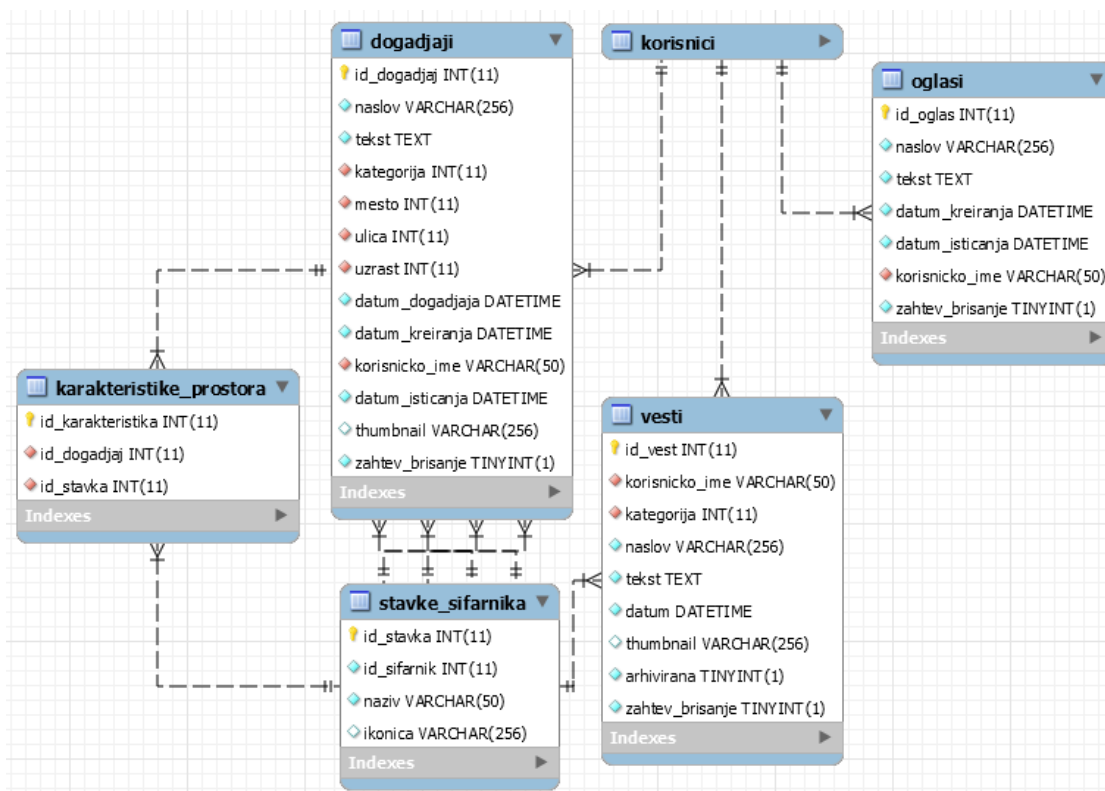 dogadjaji
id_dogadjaj INT(11)
naslov VARCHAR(256)
tekst TEXT
kategorija INT(11)
mesto INT(11)
ulica INT(11)
uzrast INT(11)
datum_dogadjaja DATETIME
datum_kreiranja DATETIME
korisnicko_ime VARCHAR(50)
datum_isticanja DATETIME
thumbnail VARCHAR(256)
zahtev_brisanje TINYINT(1)
Indexes
korisnici
oglasi
id_oglas INT(11)
naslov VARCHAR(256)
tekst TEXT
datum_kreiranja DATETIME
datum_isticanja DATETIME
korisnicko_ime VARCHAR(50)
zahtev_brisanje TINYINT(1)
Indexes
karakteristike_prostora
id_karakteristika INT(11)
id_dogadjaj INT(11)
id_stavka INT(11)
Indexes
vesti
id_vest INT(11)
korisnicko_ime VARCHAR(50)
kategorija INT(11)
naslov VARCHAR(256)
tekst TEXT
datum DATETIME
thumbnail VARCHAR(256)
arhivirana TINYINT(1)
zahtev_brisanje TINYINT(1)
Indexes
stavke_sifarnika
id_stavka INT(11)
id_sifarnik INT(11)
naziv VARCHAR(50)
ikonica VARCHAR(256)
Indexes